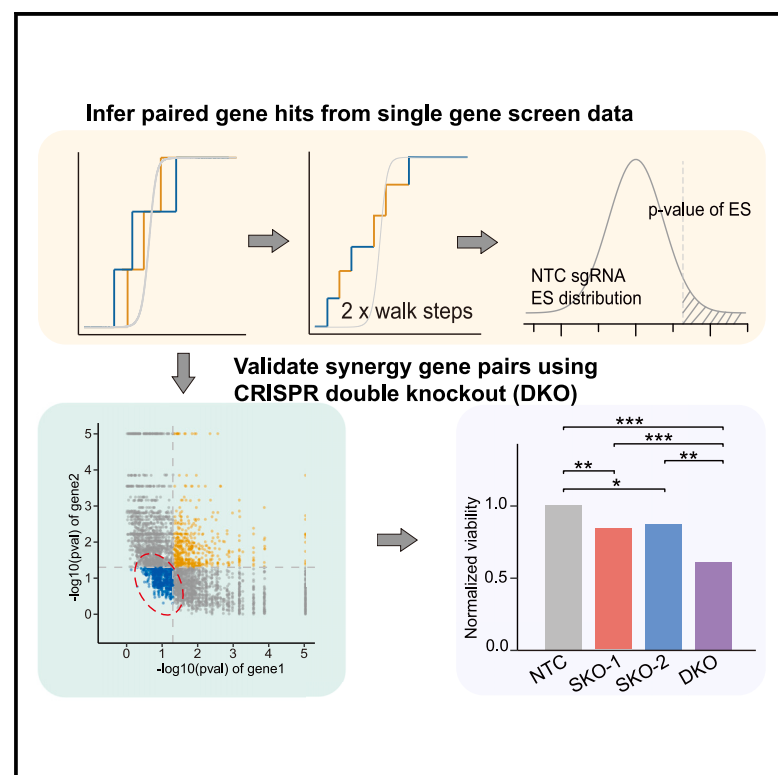 Infer paired gene hits from single gene screen data
p-value of ES
NTC sgRNA
ES distribution
2 x walk steps
Validate synergy gene pairs using
CRISPR double knockout (DKO)
-log10(pval) of gene2
5
4
3
2
1
0
0 1 2 3 4 5
-log10(pval) of gene1
***
***
**
**
*
Normalized viability
1.0
0.5
0.0
NTC
SKO-1
SKO-2
DKO